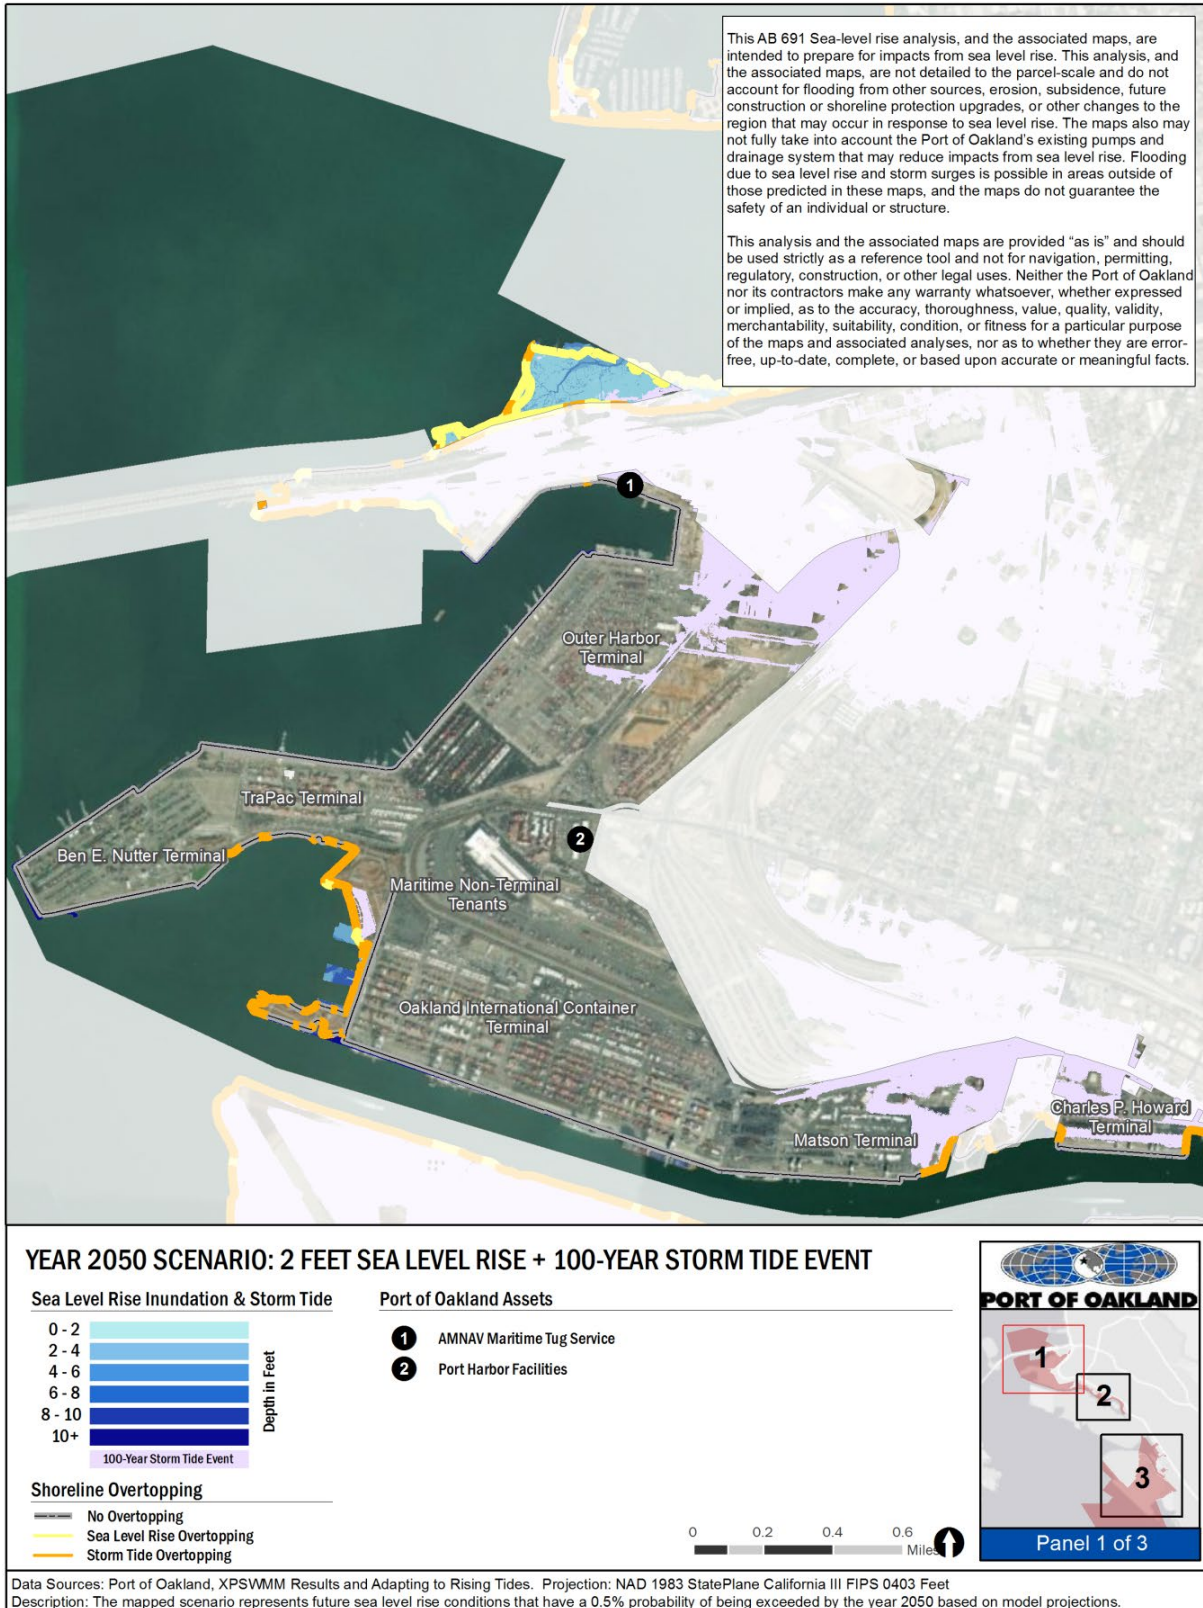 This AB 691 Sea-level rise analysis, and the associated maps, are
intended to prepare for impacts from sea level rise. This analysis, and
the associated maps, are not detailed to the parcel-scale and do not
account for flooding from other sources, erosion, subsidence, future
construction or shoreline protection upgrades, or other changes to the
region that may occur in response to sea level rise. The maps also may
not fully take into account the Port of Oakland's existing pumps and
drainage system that may reduce impacts from sea level rise. Flooding
due to sea level rise and storm surges is possible in areas outside of
those predicted in these maps, and the maps do not guarantee the
safety of an individual or structure.
This analysis and the associated maps are provided “as is” and should
be used strictly as a reference tool and not for navigation, permitting,
regulatory, construction, or other legal uses. Neither the Port of Oakland
nor its contractors make any warranty whatsoever, whether expressed
or implied, as to the accuracy, thoroughness, value, quality, validity,
merchantability, suitability, condition, or fitness for a particular purpose
of the maps and associated analyses, nor as to whether they are error-
free, up-to-date, complete, or based upon accurate or meaningful facts.
1
Outer Harbor
Terminal
TraPac Terminal
2
Ben E. Nutter Terminal
Maritime Non-Terminal
Tenants
Oakland International Container
Terminal
Charles P. Howard
Terminal
Matson Terminal
YEAR 2050 SCENARIO: 2 FEET SEA LEVEL RISE + 100-YEAR STORM TIDE EVENT
Sea Level Rise Inundation & Storm Tide
0 - 2
2 - 4
4 - 6
6 - 8
8 - 10
10+
Depth in Feet
100-Year Storm Tide Event
Shoreline Overtopping
No Overtopping
Sea Level Rise Overtopping
Storm Tide Overtopping
Port of Oakland Assets
1 AMNAV Maritime Tug Service
2 Port Harbor Facilities
0 0.2 0.4 0.6
Miles
PORT OF OAKLAND
1
2
3
Panel 1 of 3
Data Sources: Port of Oakland, XPSWMM Results and Adapting to Rising Tides. Projection: NAD 1983 StatePlane California III FIPS 0403 Feet
Description: The mapped scenario represents future sea level rise conditions that have a 0.5% probability of being exceeded by the year 2050 based on model projections.